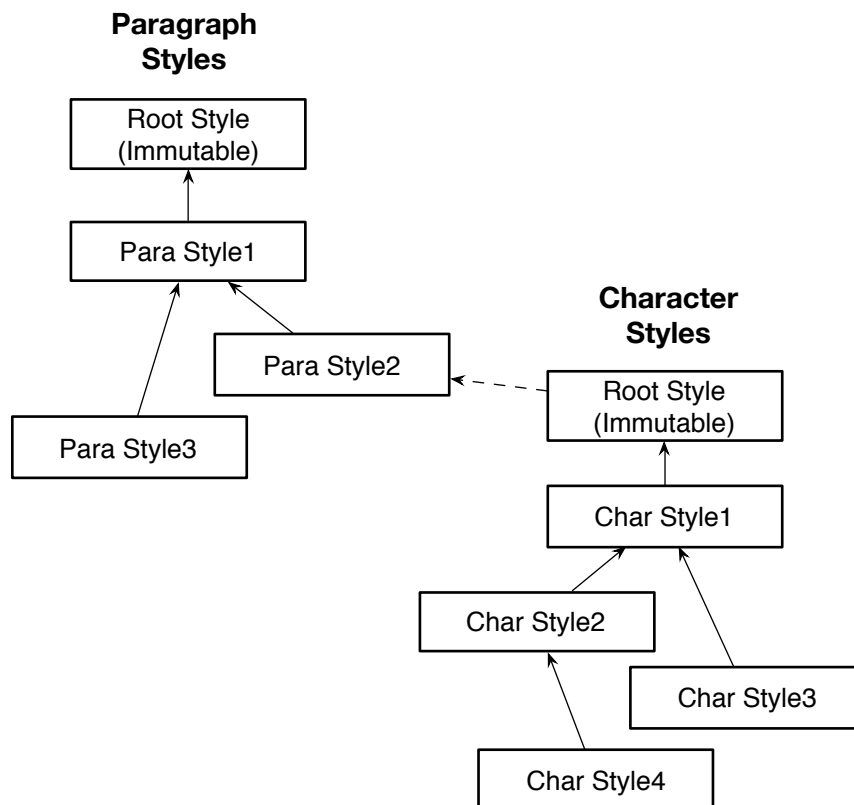 Paragraph
Styles
Root Style
(Immutable)
Para Style1
Para Style2
Para Style3
Character
Styles
Root Style
(Immutable)
Char Style1
Char Style2
Char Style3
Char Style4